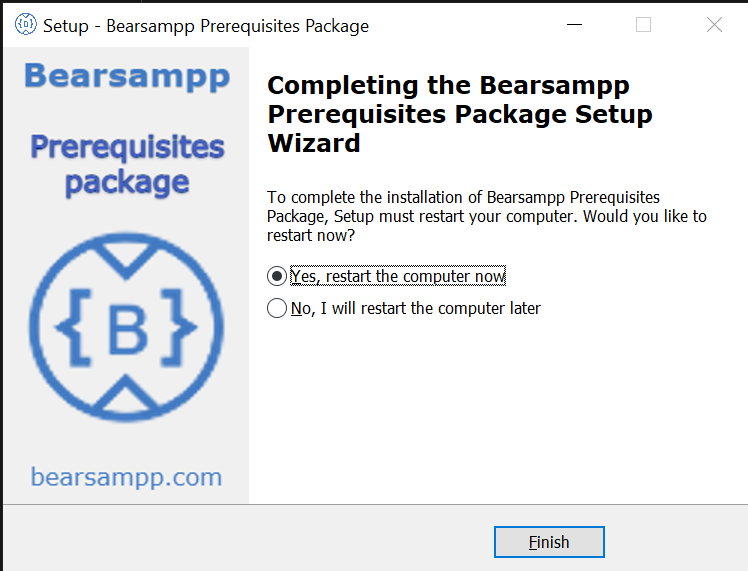 Setup - Bearsampp Prerequisites Package
Bearsampp
Prerequisites
package
B
bearsampp.com
Completing the Bearsampp
Prerequisites Package Setup
Wizard
To complete the installation of Bearsampp Prerequisites
Package, Setup must restart your computer. Would you like to
restart now?
Yes, restart the computer now
No, I will restart the computer later
Finish